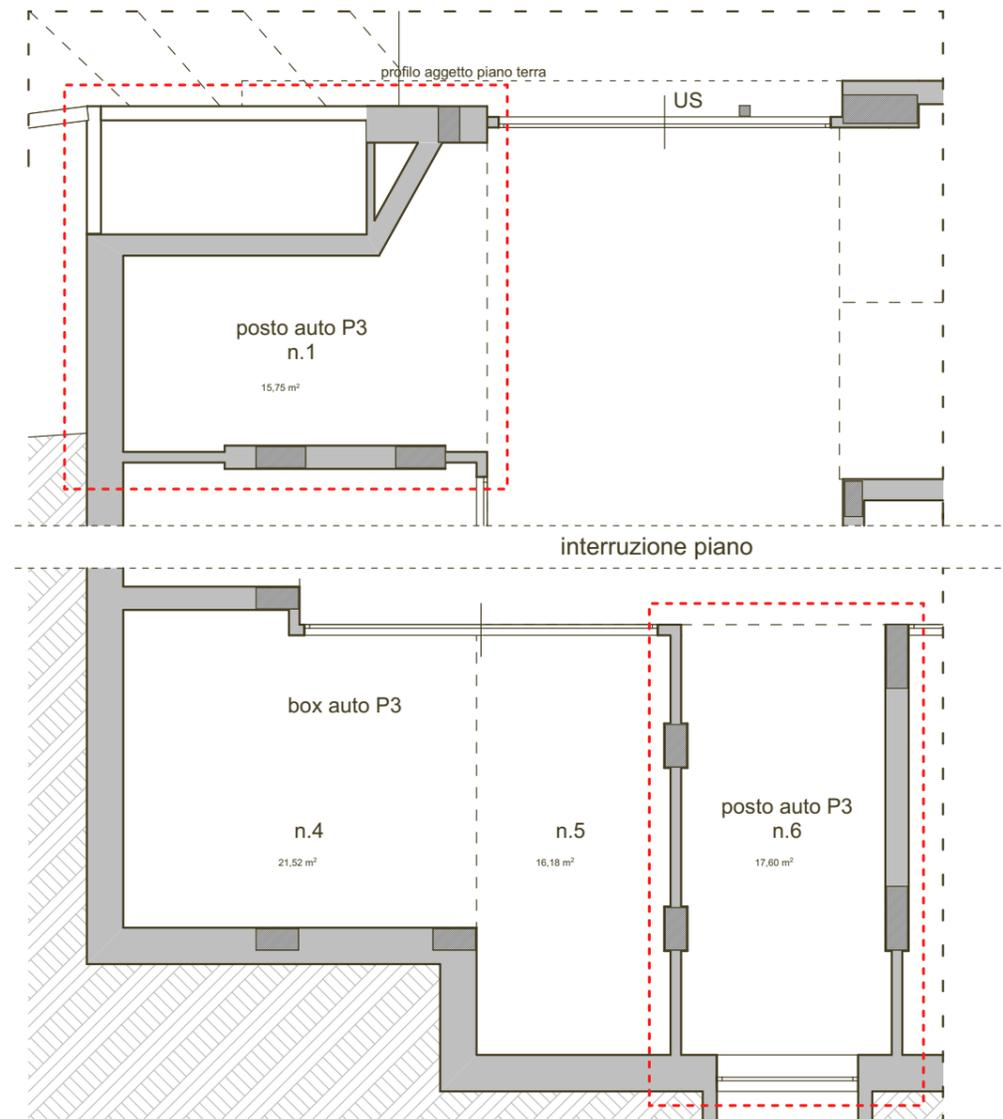 profilo aggetto piano terra
US
posto auto P3
n.1
15,75 m²
interruzione piano
box auto P3
n.4
21,52 m²
n.5
16,18 m²
posto auto P3
n.6
17,60 m²